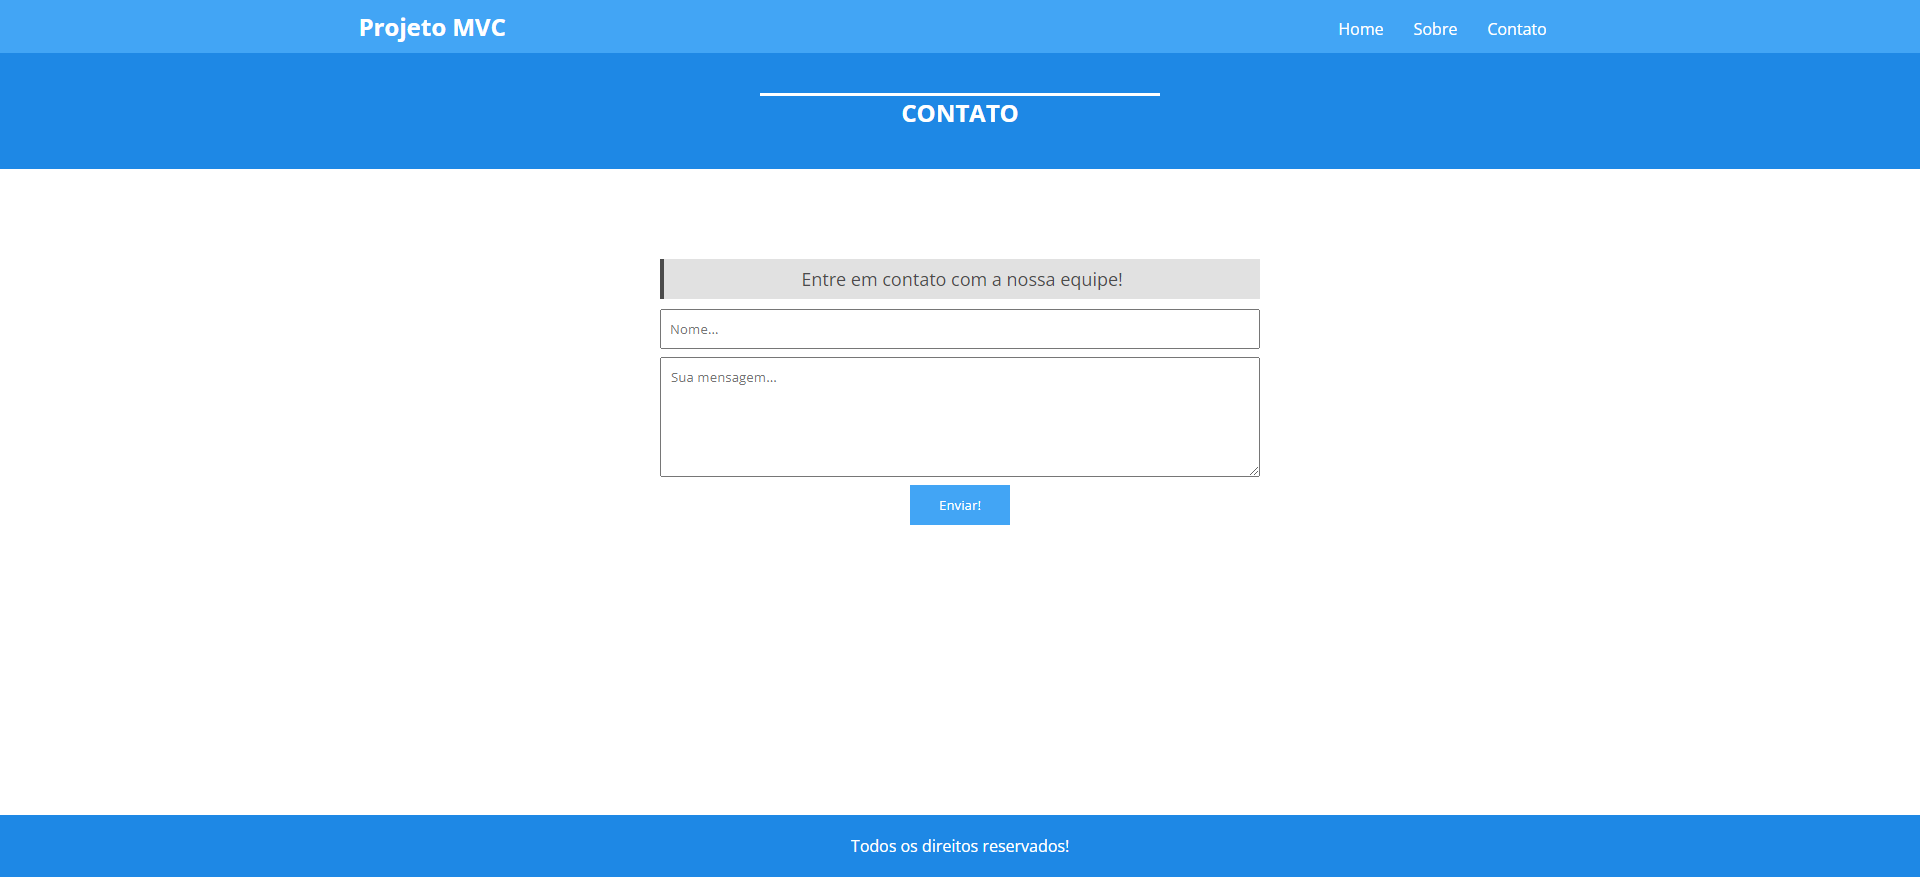 Projeto MVC
Home Sobre Contato
CONTATO
Entre em contato com a nossa equipe!
Nome...
Sua mensagem...
Enviar!
Todos os direitos reservados!